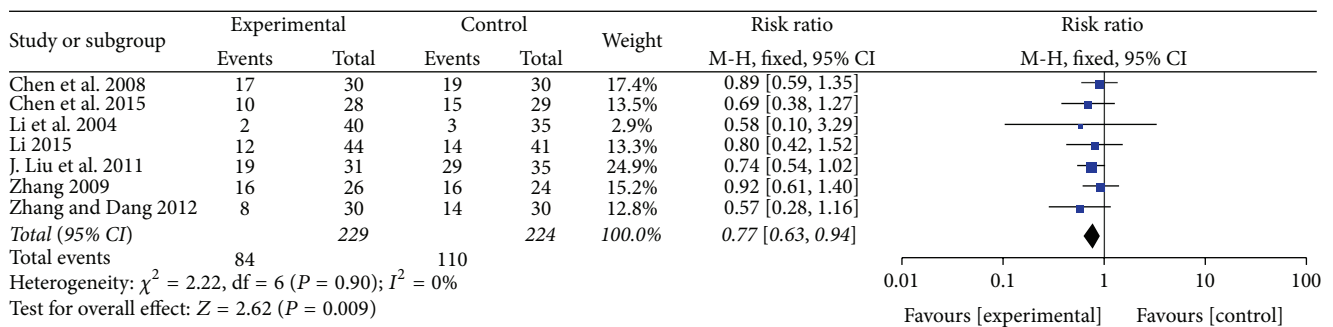 Study or subgroup Experimental Control Weight Risk ratio Risk ratio
Events Total Events Total M-H, fixed, 95% CI M-H, fixed, 95% CI
Chen et al. 2008 17 30 19 30 17.4% 0.89 [0.59, 1.35]
Chen et al. 2015 10 28 15 29 13.5% 0.69 [0.38, 1.27]
Li et al. 2004 2 40 3 35 2.9% 0.58 [0.10, 3.29]
Li 2015 12 44 14 41 13.3% 0.80 [0.42, 1.52]
J. Liu et al. 2011 19 31 29 35 24.9% 0.74 [0.54, 1.02]
Zhang 2009 16 26 16 24 15.2% 0.92 [0.61, 1.40]
Zhang and Dang 2012 8 30 14 30 12.8% 0.57 [0.28, 1.16]
Total (95% CI) 229 224 100.0% 0.77 [0.63, 0.94]
Total events 84 110
Heterogeneity: χ² = 2.22, df = 6 (P = 0.90); I² = 0%
Test for overall effect: Z = 2.62 (P = 0.009)
0.01 0.1 1 10 100
Favours [experimental] Favours [control]